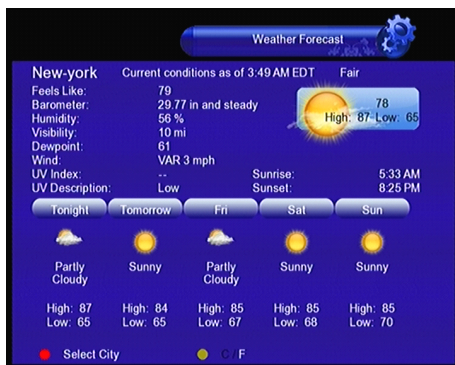 Weather Forecast
New-york Current conditions as of 3:49 AM EDT Fair
Feels Like: 79
Barometer: 29.77 in and steady
78
Humidity: 56 %
High: 87 Low: 65
Visibility: 10 mi
Dewpoint: 61
Wind: VAR 3 mph
UV Index: -- Sunrise: 5:33 AM
UV Description: Low Sunset: 8:25 PM
Tonight Tomorrow Fri Sat Sun
Partly Cloudy Sunny Partly Cloudy Sunny Sunny
High: 87 High: 84 High: 85 High: 85 High: 85
Low: 65 Low: 65 Low: 67 Low: 68 Low: 70
Select City C / F